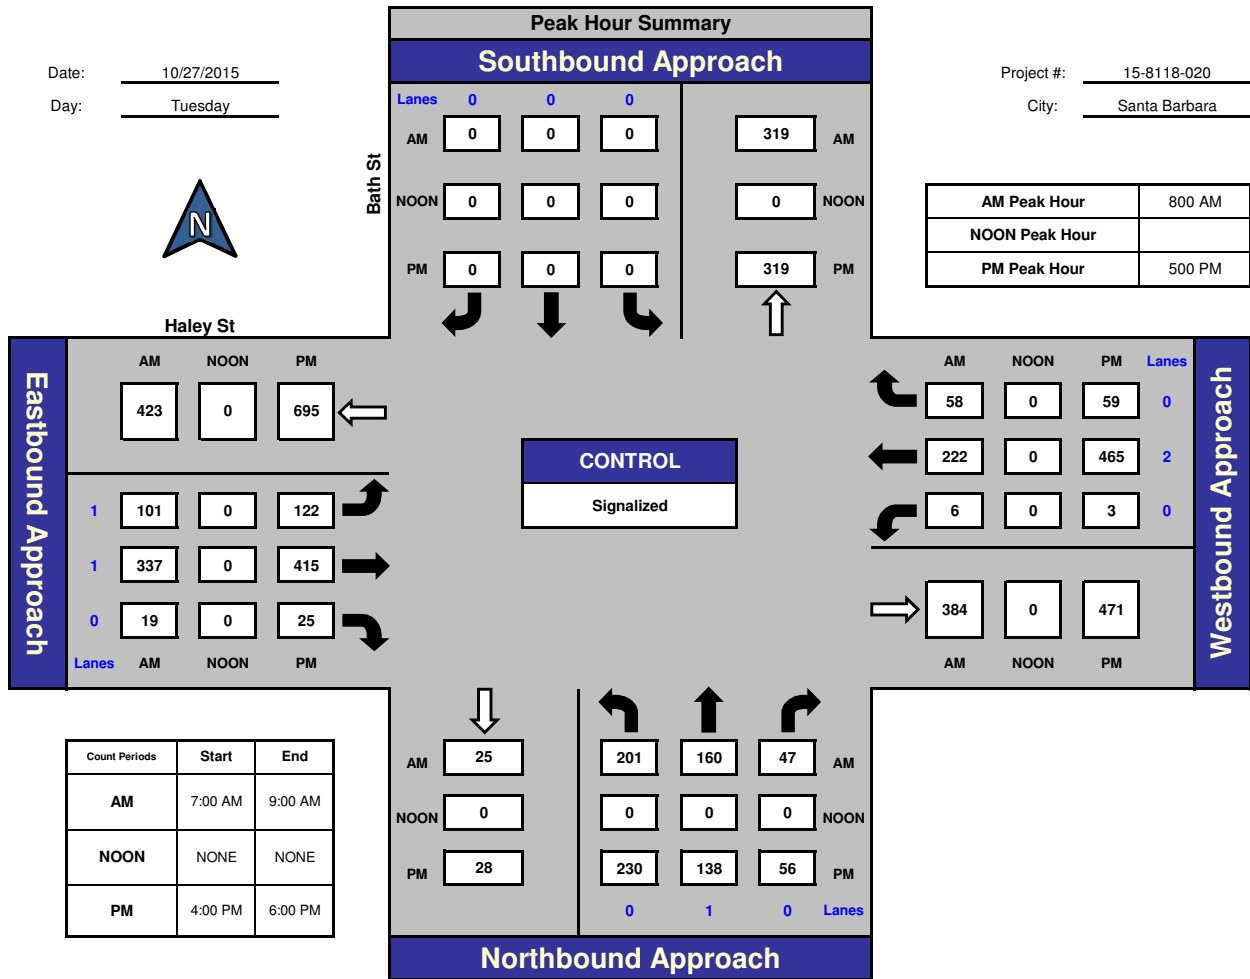 Peak Hour Summary
Southbound Approach
Date: 10/27/2015
Day: Tuesday
Project #: 15-8118-020
City: Santa Barbara
Lanes 0 0 0
AM 0 0 0 319 AM
Bath St
NOON 0 0 0 0 NOON
PM 0 0 0 319 PM
N
AM Peak Hour 800 AM
NOON Peak Hour
PM Peak Hour 500 PM
Haley St
Eastbound Approach
AM NOON PM
423 0 695
1 101 0 122
1 337 0 415
0 19 0 25
Lanes AM NOON PM
CONTROL
Signalized
AM NOON PM Lanes
58 0 59 0
222 0 465 2
6 0 3 0
384 0 471
AM NOON PM
Westbound Approach
Count Periods Start End
AM 7:00 AM 9:00 AM
NOON NONE NONE
PM 4:00 PM 6:00 PM
AM 25 201 160 47 AM
NOON 0 0 0 0 NOON
PM 28 230 138 56 PM
0 1 0 Lanes
Northbound Approach